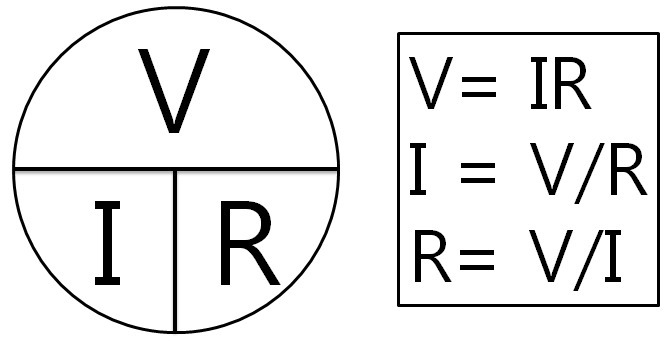 V
I R
V= IR
I = V/R
R= V/I